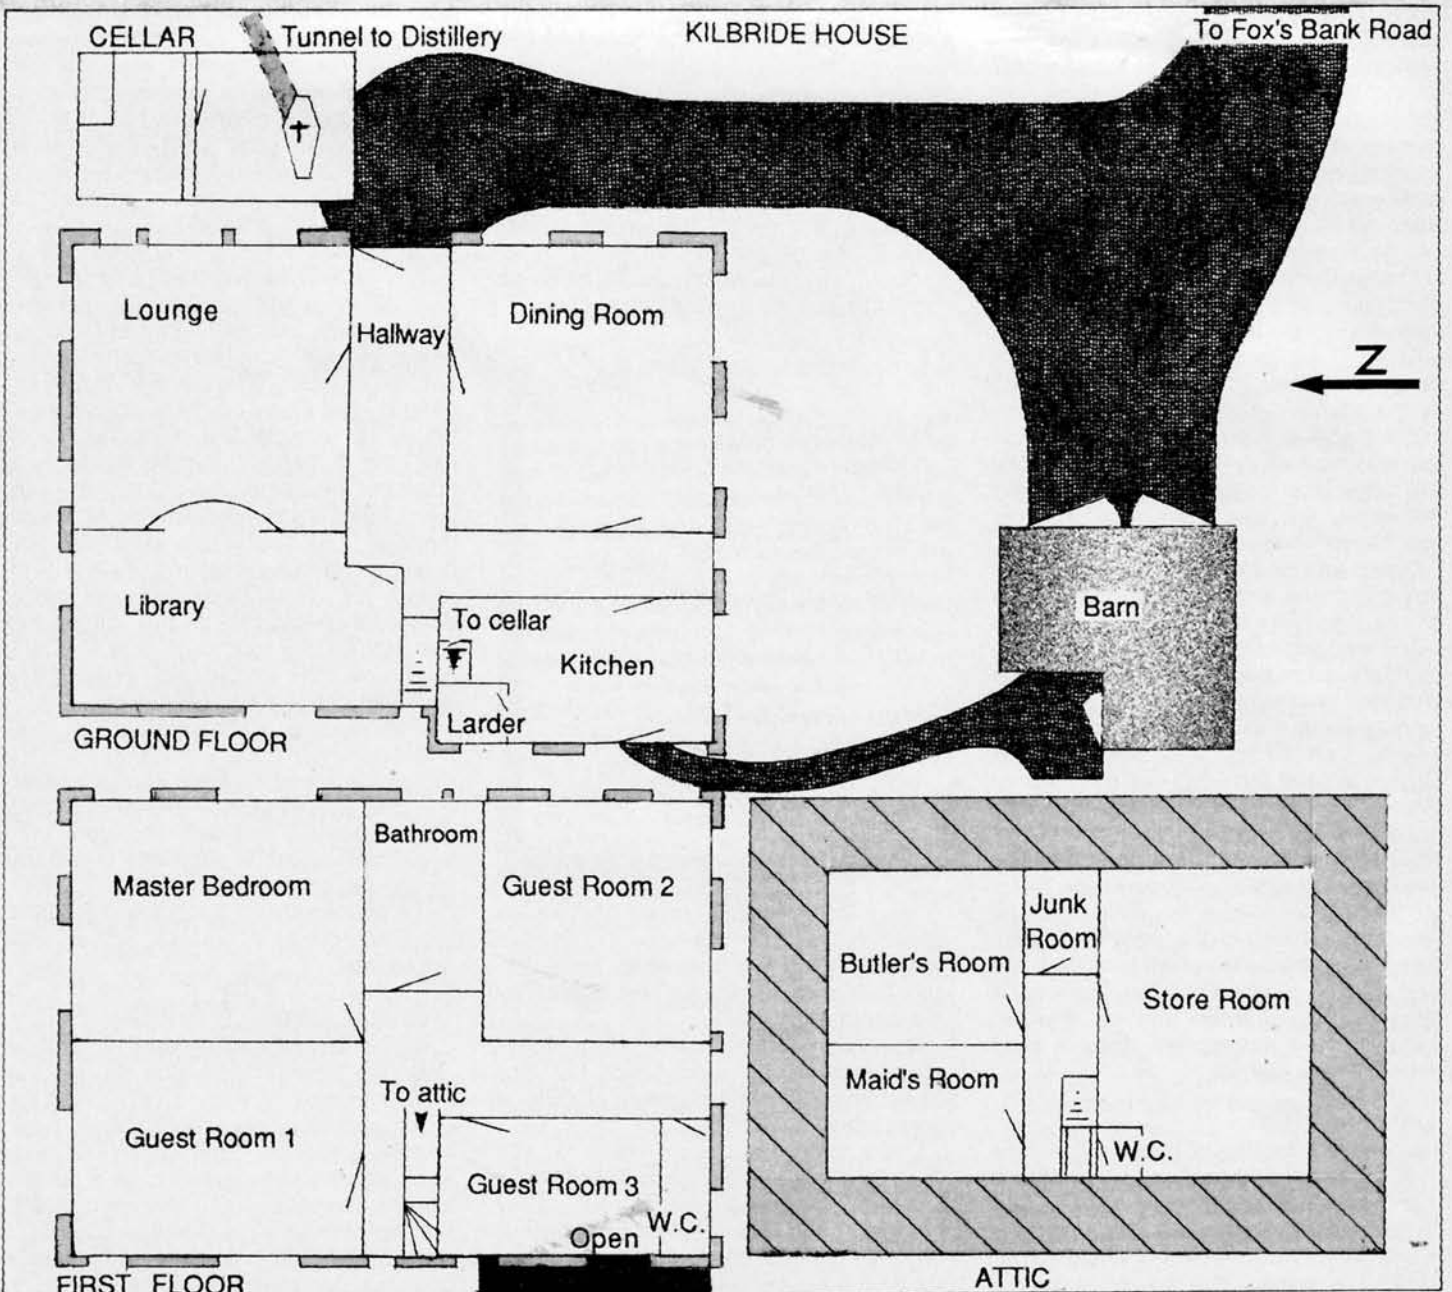 CELLAR
Tunnel to Distillery
KILBRIDE HOUSE
To Fox's Bank Road
Lounge
Hallway
Dining Room
N
Library
To cellar
Kitchen
Larder
Barn
GROUND FLOOR
Master Bedroom
Bathroom
Guest Room 2
To attic
Guest Room 1
Guest Room 3
Open
W.C.
FIRST FLOOR
Junk
Room
Butler's Room
Store Room
Maid's Room
W.C.
ATTIC